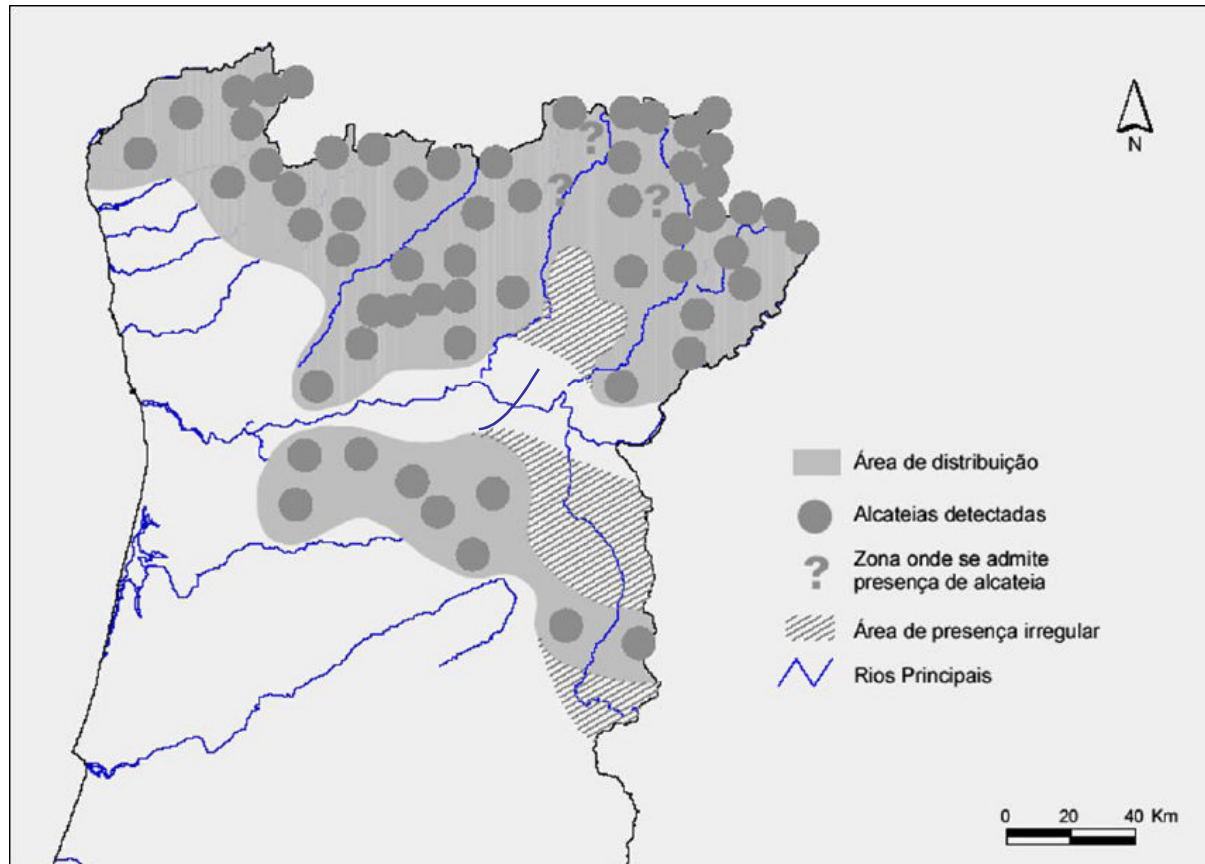 ?
?
?
N
Área de distribuição
Alcateias detectadas
?
Zona onde se admite
presença de alcateia
Área de presença irregular
Rios Principais
0 20 40 Km